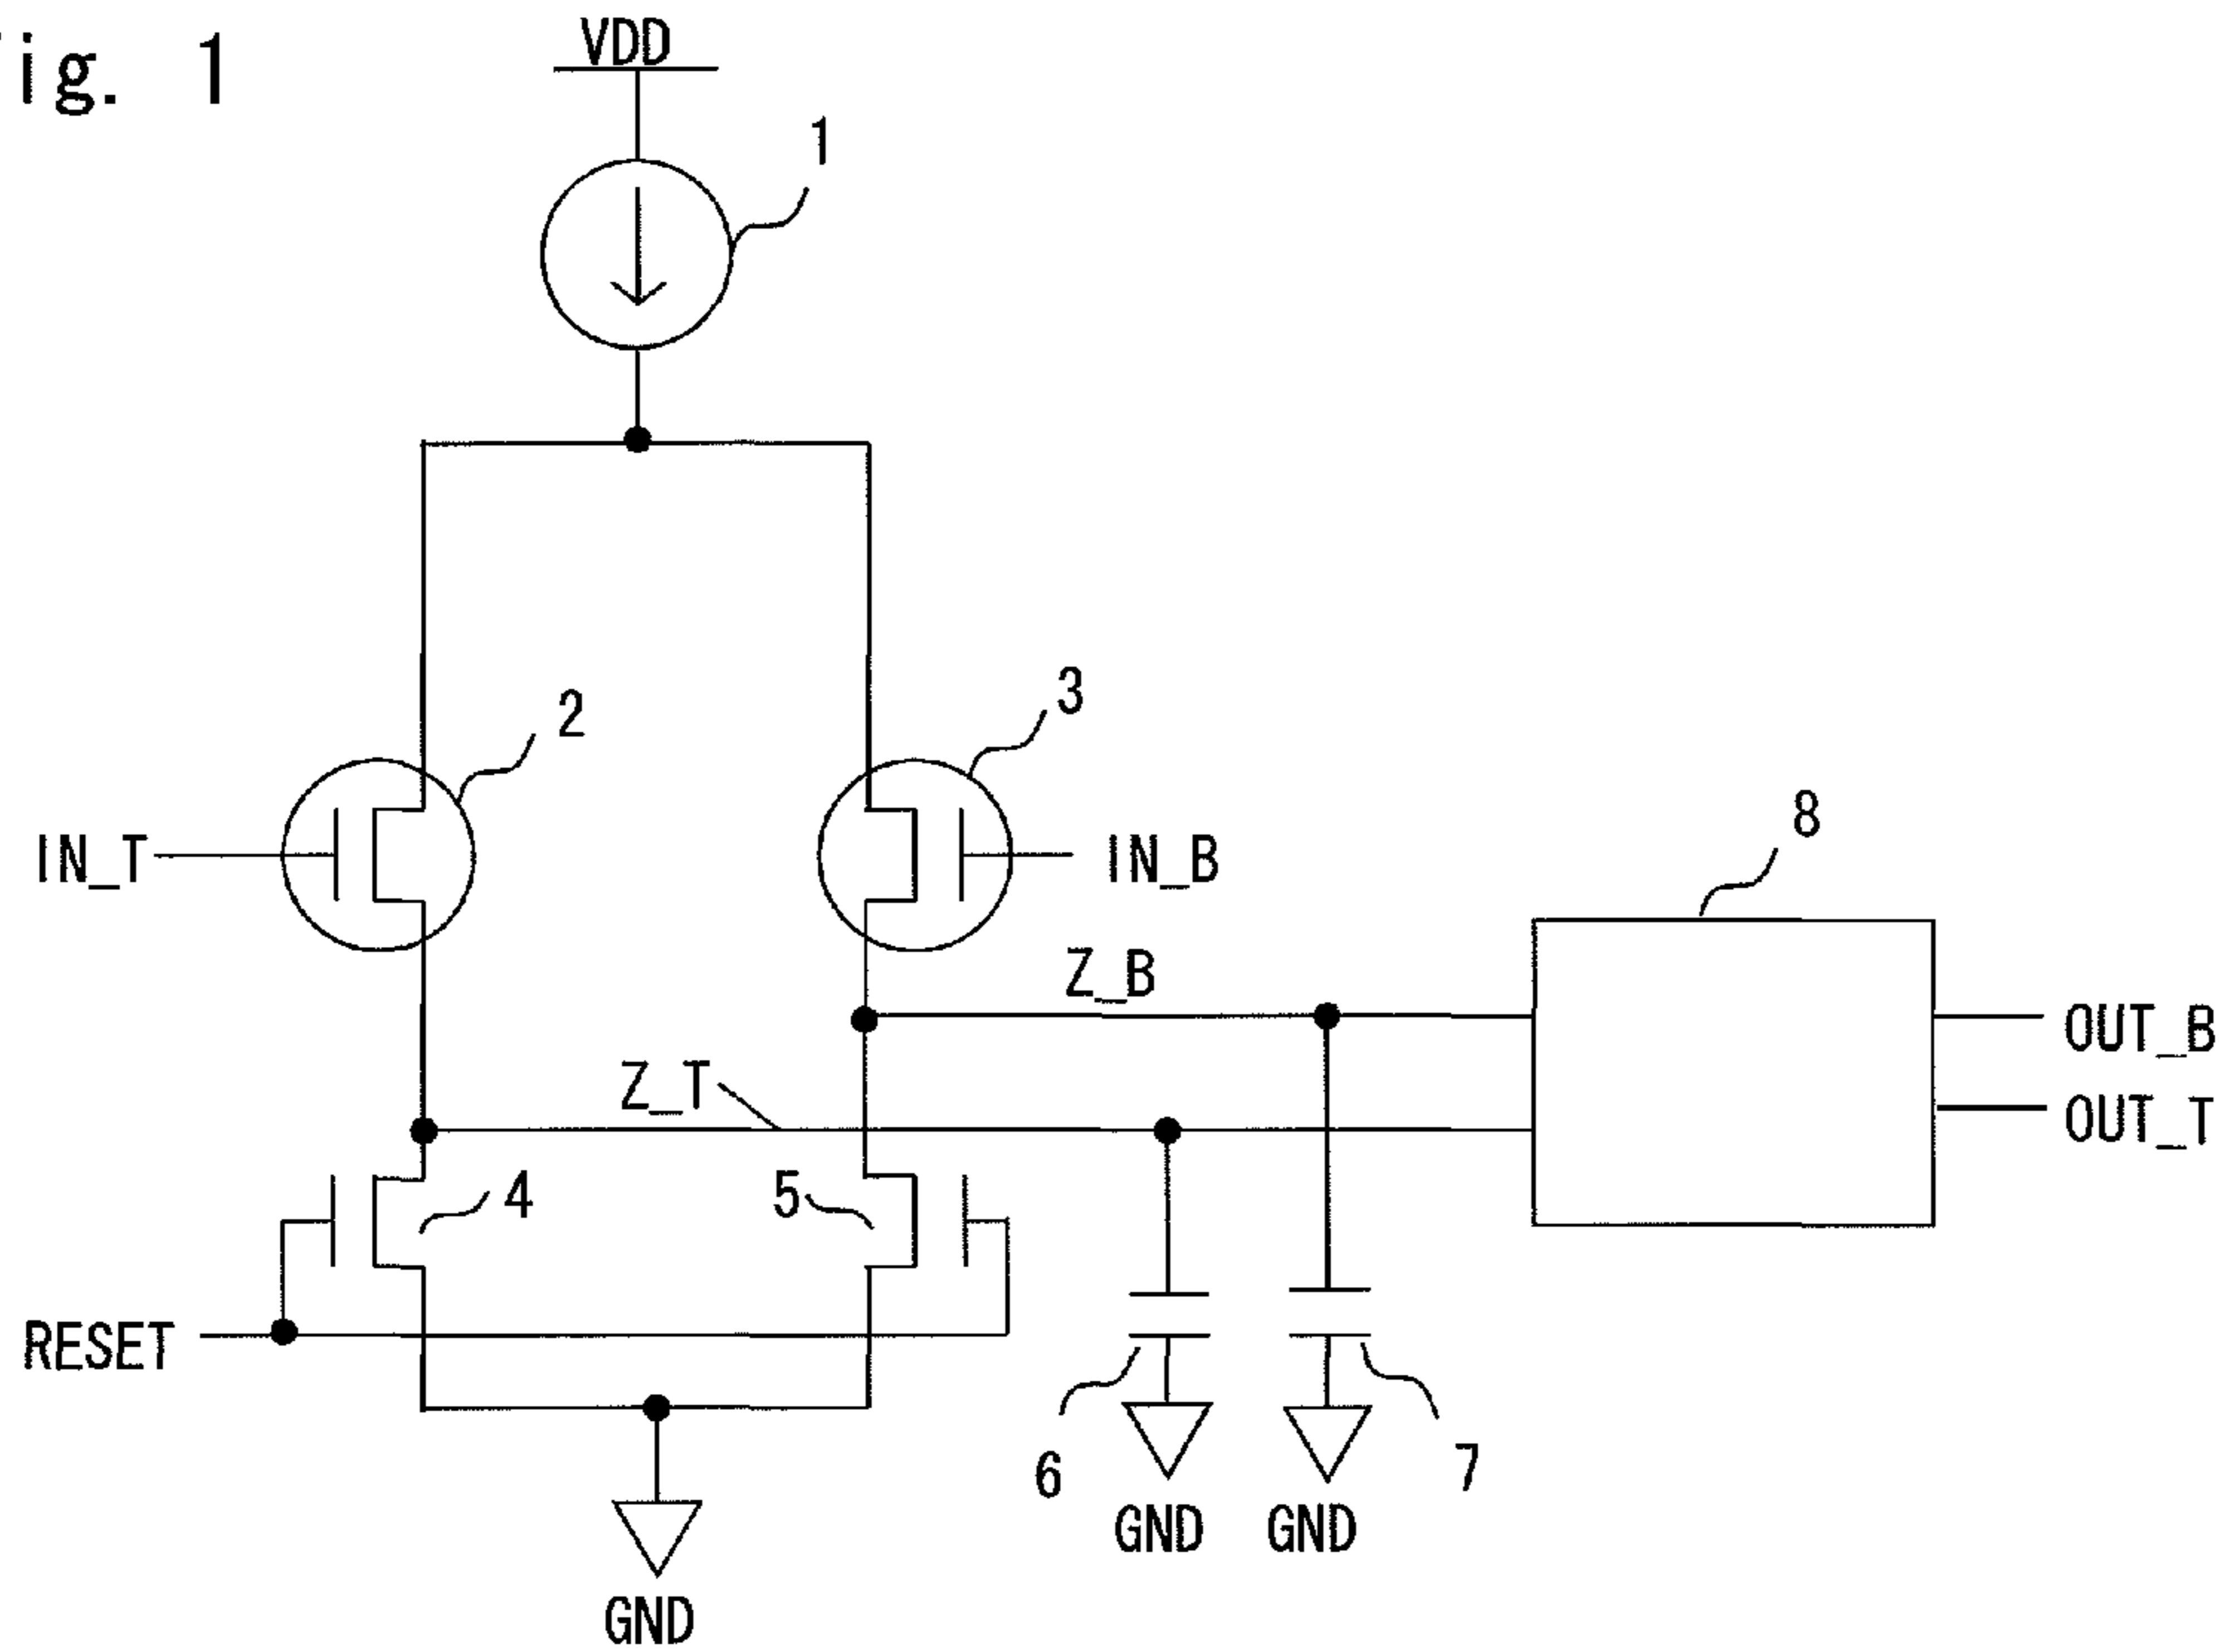 ig. 1
VDD
1
2
3
IN_T
IN_B
8
Z_B
OUT_B
Z_T
OUT_T
4
5
RESET
6
7
GND
GND
GND